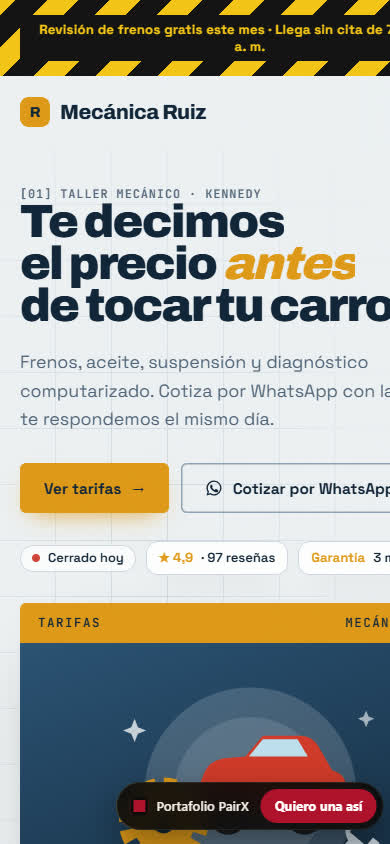 Revisión de frenos gratis este mes · Llega sin cita de 7
a. m.
R Mecánica Ruiz
[01] TALLER MECÁNICO · KENNEDY
Te decimos
el precio antes
de tocar tu carro
Frenos, aceite, suspensión y diagnóstico
computarizado. Cotiza por WhatsApp con la
te respondemos el mismo día.
Ver tarifas → Cotizar por WhatsApp
Cerrado hoy ★ 4,9 · 97 reseñas Garantía 3 m
TARIFAS MECÁN
Portafolio PairX Quiero una así